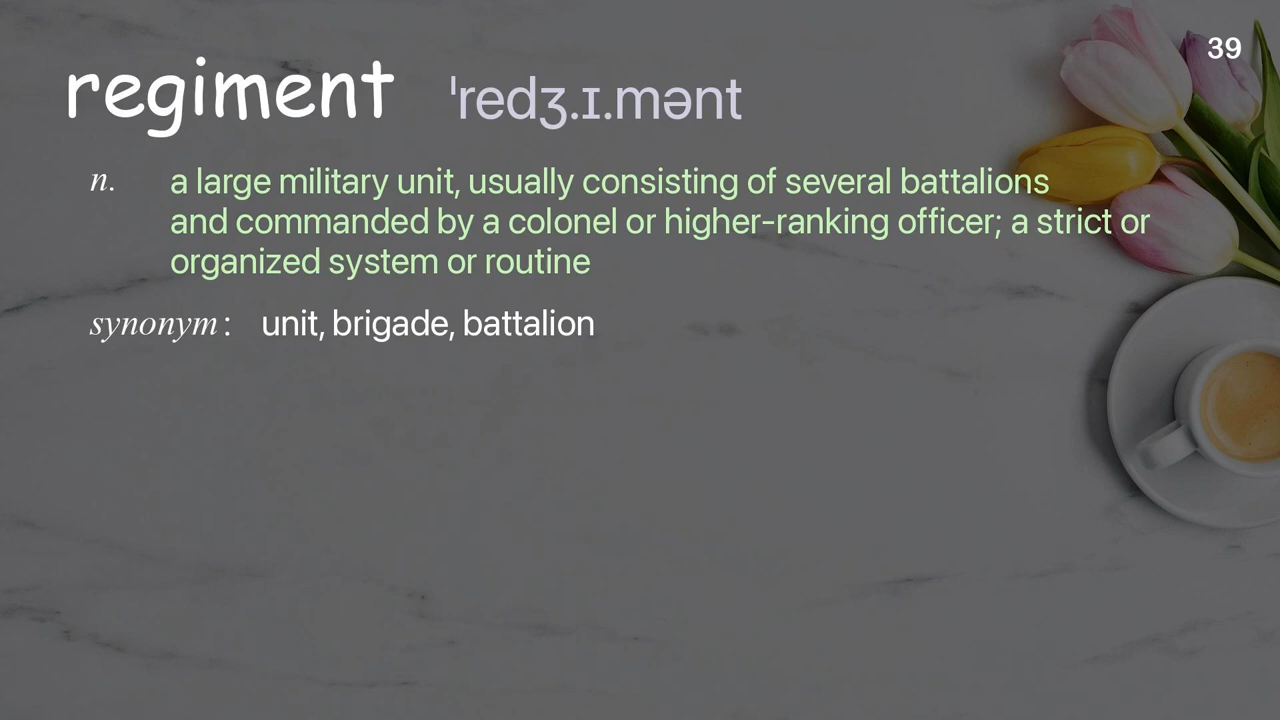 39
regiment ˈredʒ.ɪ.mənt
n. a large military unit, usually consisting of several battalions
and commanded by a colonel or higher-ranking officer; a strict or
organized system or routine
synonym: unit, brigade, battalion